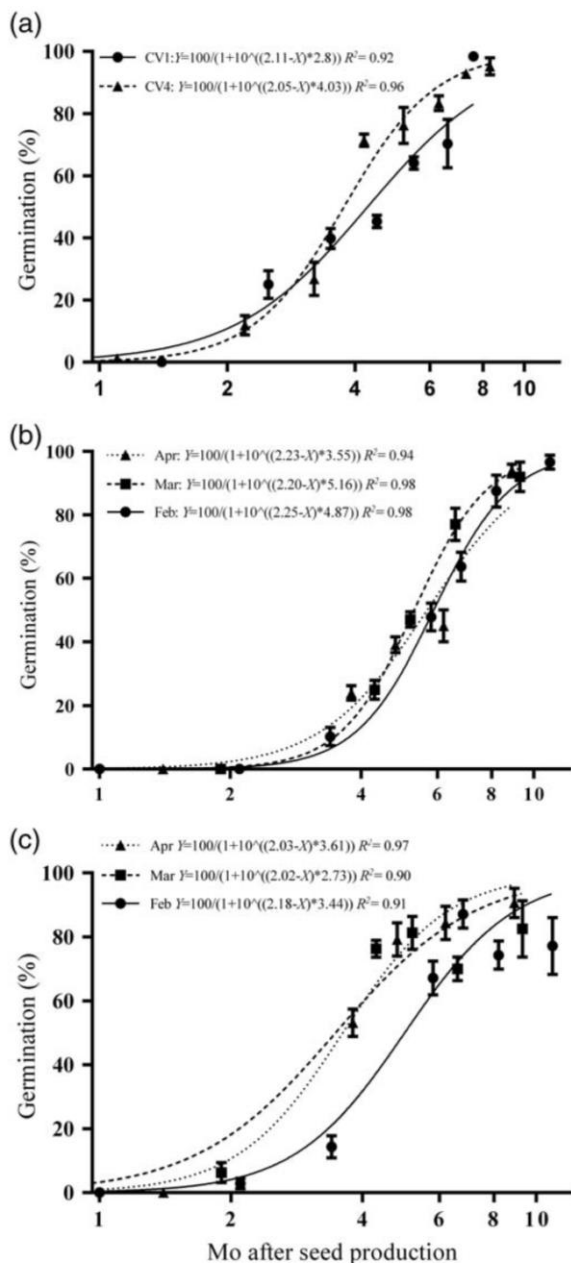 (a)
CV1:Y=100/(1+10^((2.11-X)*2.8)) R²= 0.92
CV4: Y=100/(1+10^((2.05-X)*4.03)) R²= 0.96
Germination (%)
100
80
60
40
20
0
1 2 4 6 8 10
(b)
Apr: Y=100/(1+10^((2.23-X)*3.55)) R²= 0.94
Mar: Y=100/(1+10^((2.20-X)*5.16)) R²= 0.98
Feb: Y=100/(1+10^((2.25-X)*4.87)) R²= 0.98
Germination (%)
100
80
60
40
20
0
1 2 4 6 8 10
(c)
Apr Y=100/(1+10^((2.03-X)*3.61)) R²= 0.97
Mar Y=100/(1+10^((2.02-X)*2.73)) R²= 0.90
Feb Y=100/(1+10^((2.18-X)*3.44)) R²= 0.91
Germination (%)
100
80
60
40
20
0
1 2 4 6 8 10
Mo after seed production